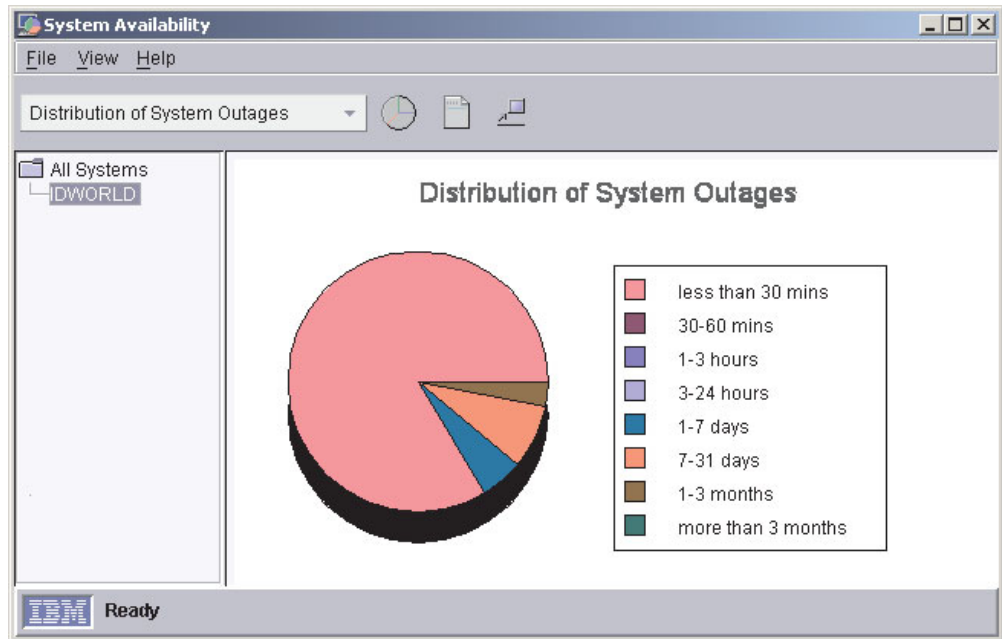 System Availability
File View Help
Distribution of System Outages
All Systems
IDWORLD
Distribution of System Outages
less than 30 mins
30-60 mins
1-3 hours
3-24 hours
1-7 days
7-31 days
1-3 months
more than 3 months
IBM Ready